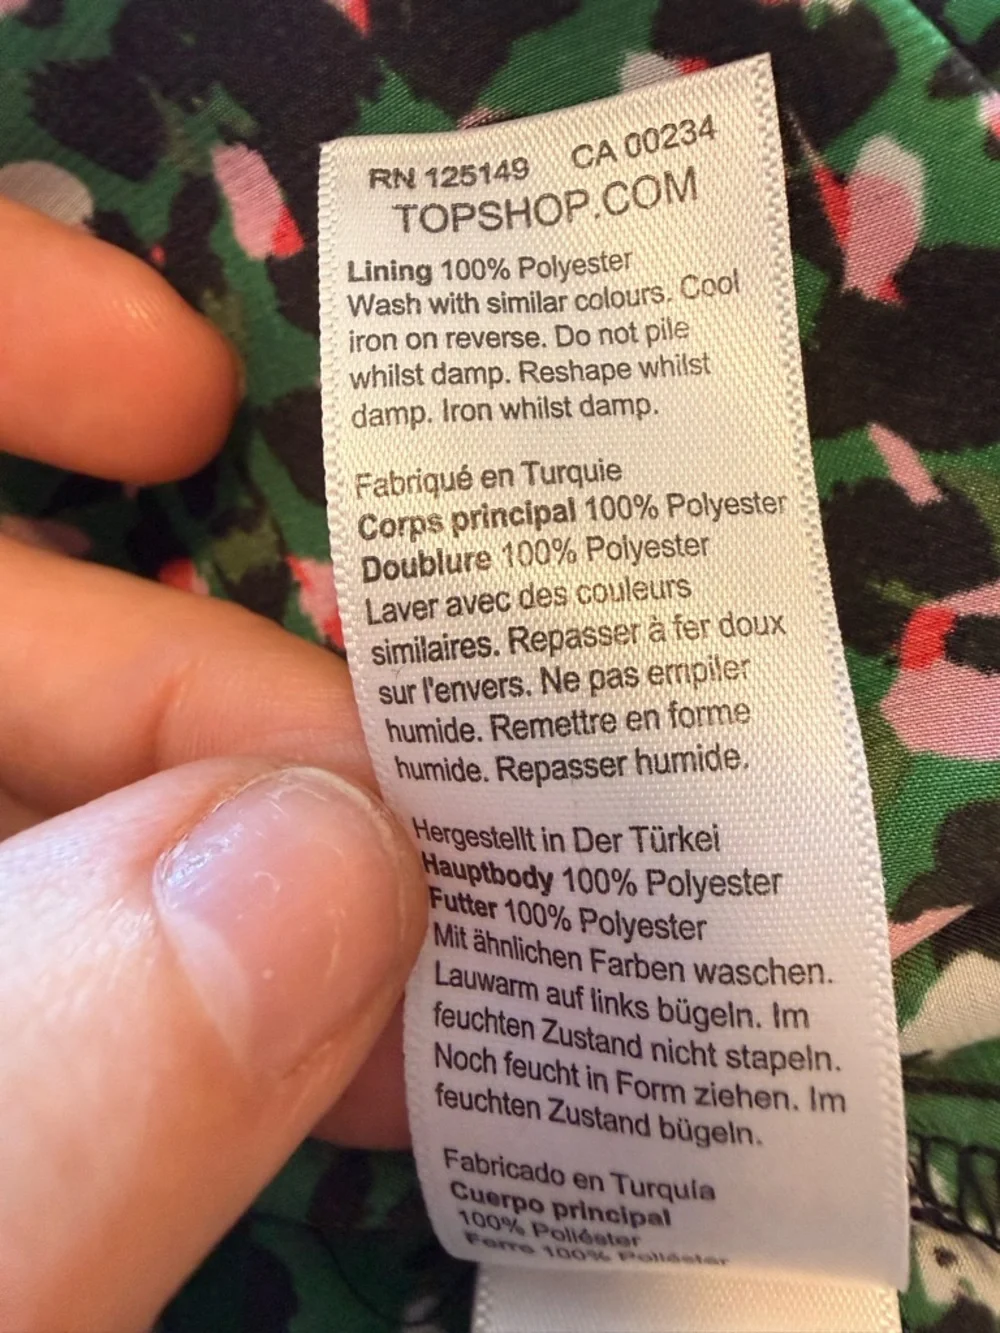 RN 125149 CA 00234
TOPSHOP.COM
Lining 100% Polyester
Wash with similar colours. Cool
iron on reverse. Do not pile
whilst damp. Reshape whilst
damp. Iron whilst damp.
Fabriqué en Turquie
Corps principal 100% Polyester
Doublure 100% Polyester
Laver avec des couleurs
similaires. Repasser à fer doux
sur l'envers. Ne pas empiler
humide. Remettre en forme
humide. Repasser humide.
Hergestellt in Der Türkei
Hauptbody 100% Polyester
Futter 100% Polyester
Mit ähnlichen Farben waschen.
Lauwarm auf links bügeln. Im
feuchten Zustand nicht stapeln.
Noch feucht in Form ziehen. Im
feuchten Zustand bügeln.
Fabricado en Turquía
Cuerpo principal
100% Poliéster
Forro 100% Poliéster